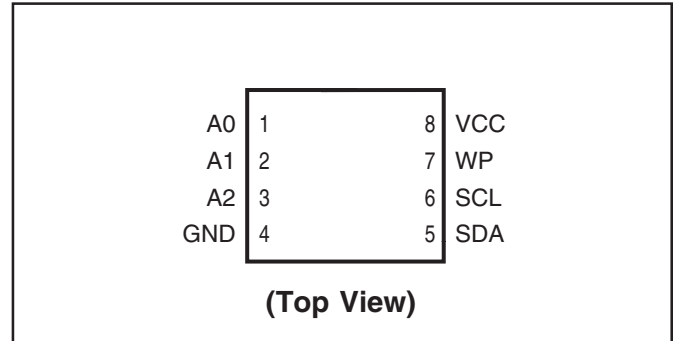 A0 1 8 VCC
A1 2 7 WP
A2 3 6 SCL
GND 4 5 SDA
(Top View)